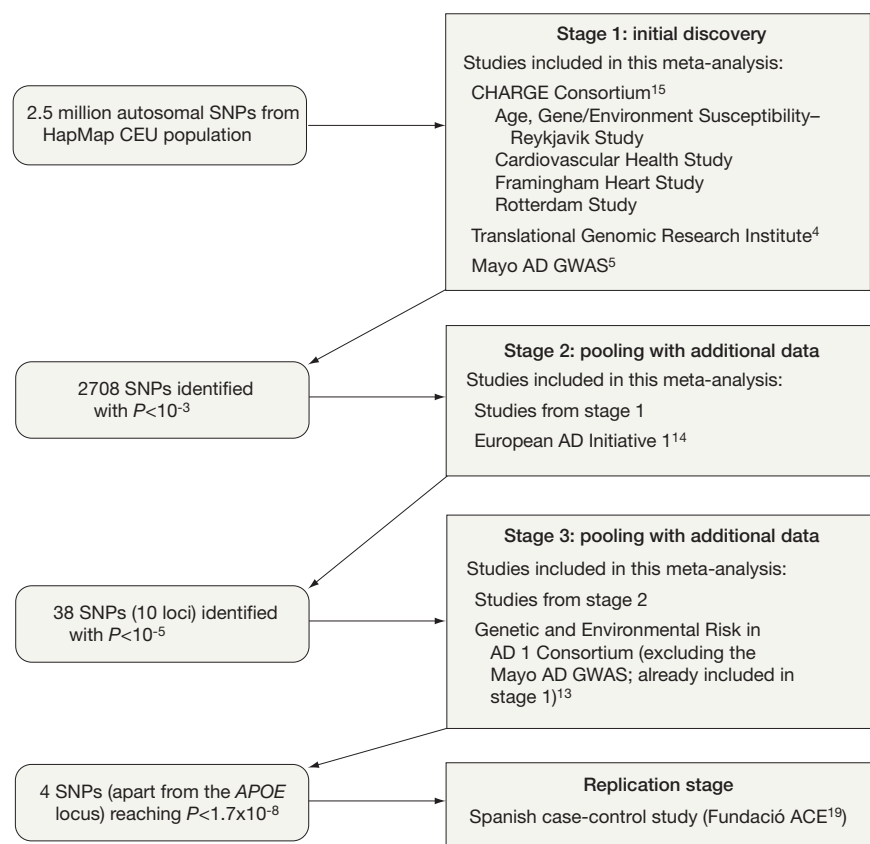 2.5 million autosomal SNPs from
HapMap CEU population
Stage 1: initial discovery
Studies included in this meta-analysis:
CHARGE Consortium15
Age, Gene/Environment Susceptibility–
Reykjavik Study
Cardiovascular Health Study
Framingham Heart Study
Rotterdam Study
Translational Genomic Research Institute4
Mayo AD GWAS5
2708 SNPs identified
with P<10-3
Stage 2: pooling with additional data
Studies included in this meta-analysis:
Studies from stage 1
European AD Initiative 114
38 SNPs (10 loci) identified
with P<10-5
Stage 3: pooling with additional data
Studies included in this meta-analysis:
Studies from stage 2
Genetic and Environmental Risk in
AD 1 Consortium (excluding the
Mayo AD GWAS; already included in
stage 1)13
4 SNPs (apart from the APOE
locus) reaching P<1.7x10-8
Replication stage
Spanish case-control study (Fundació ACE19)